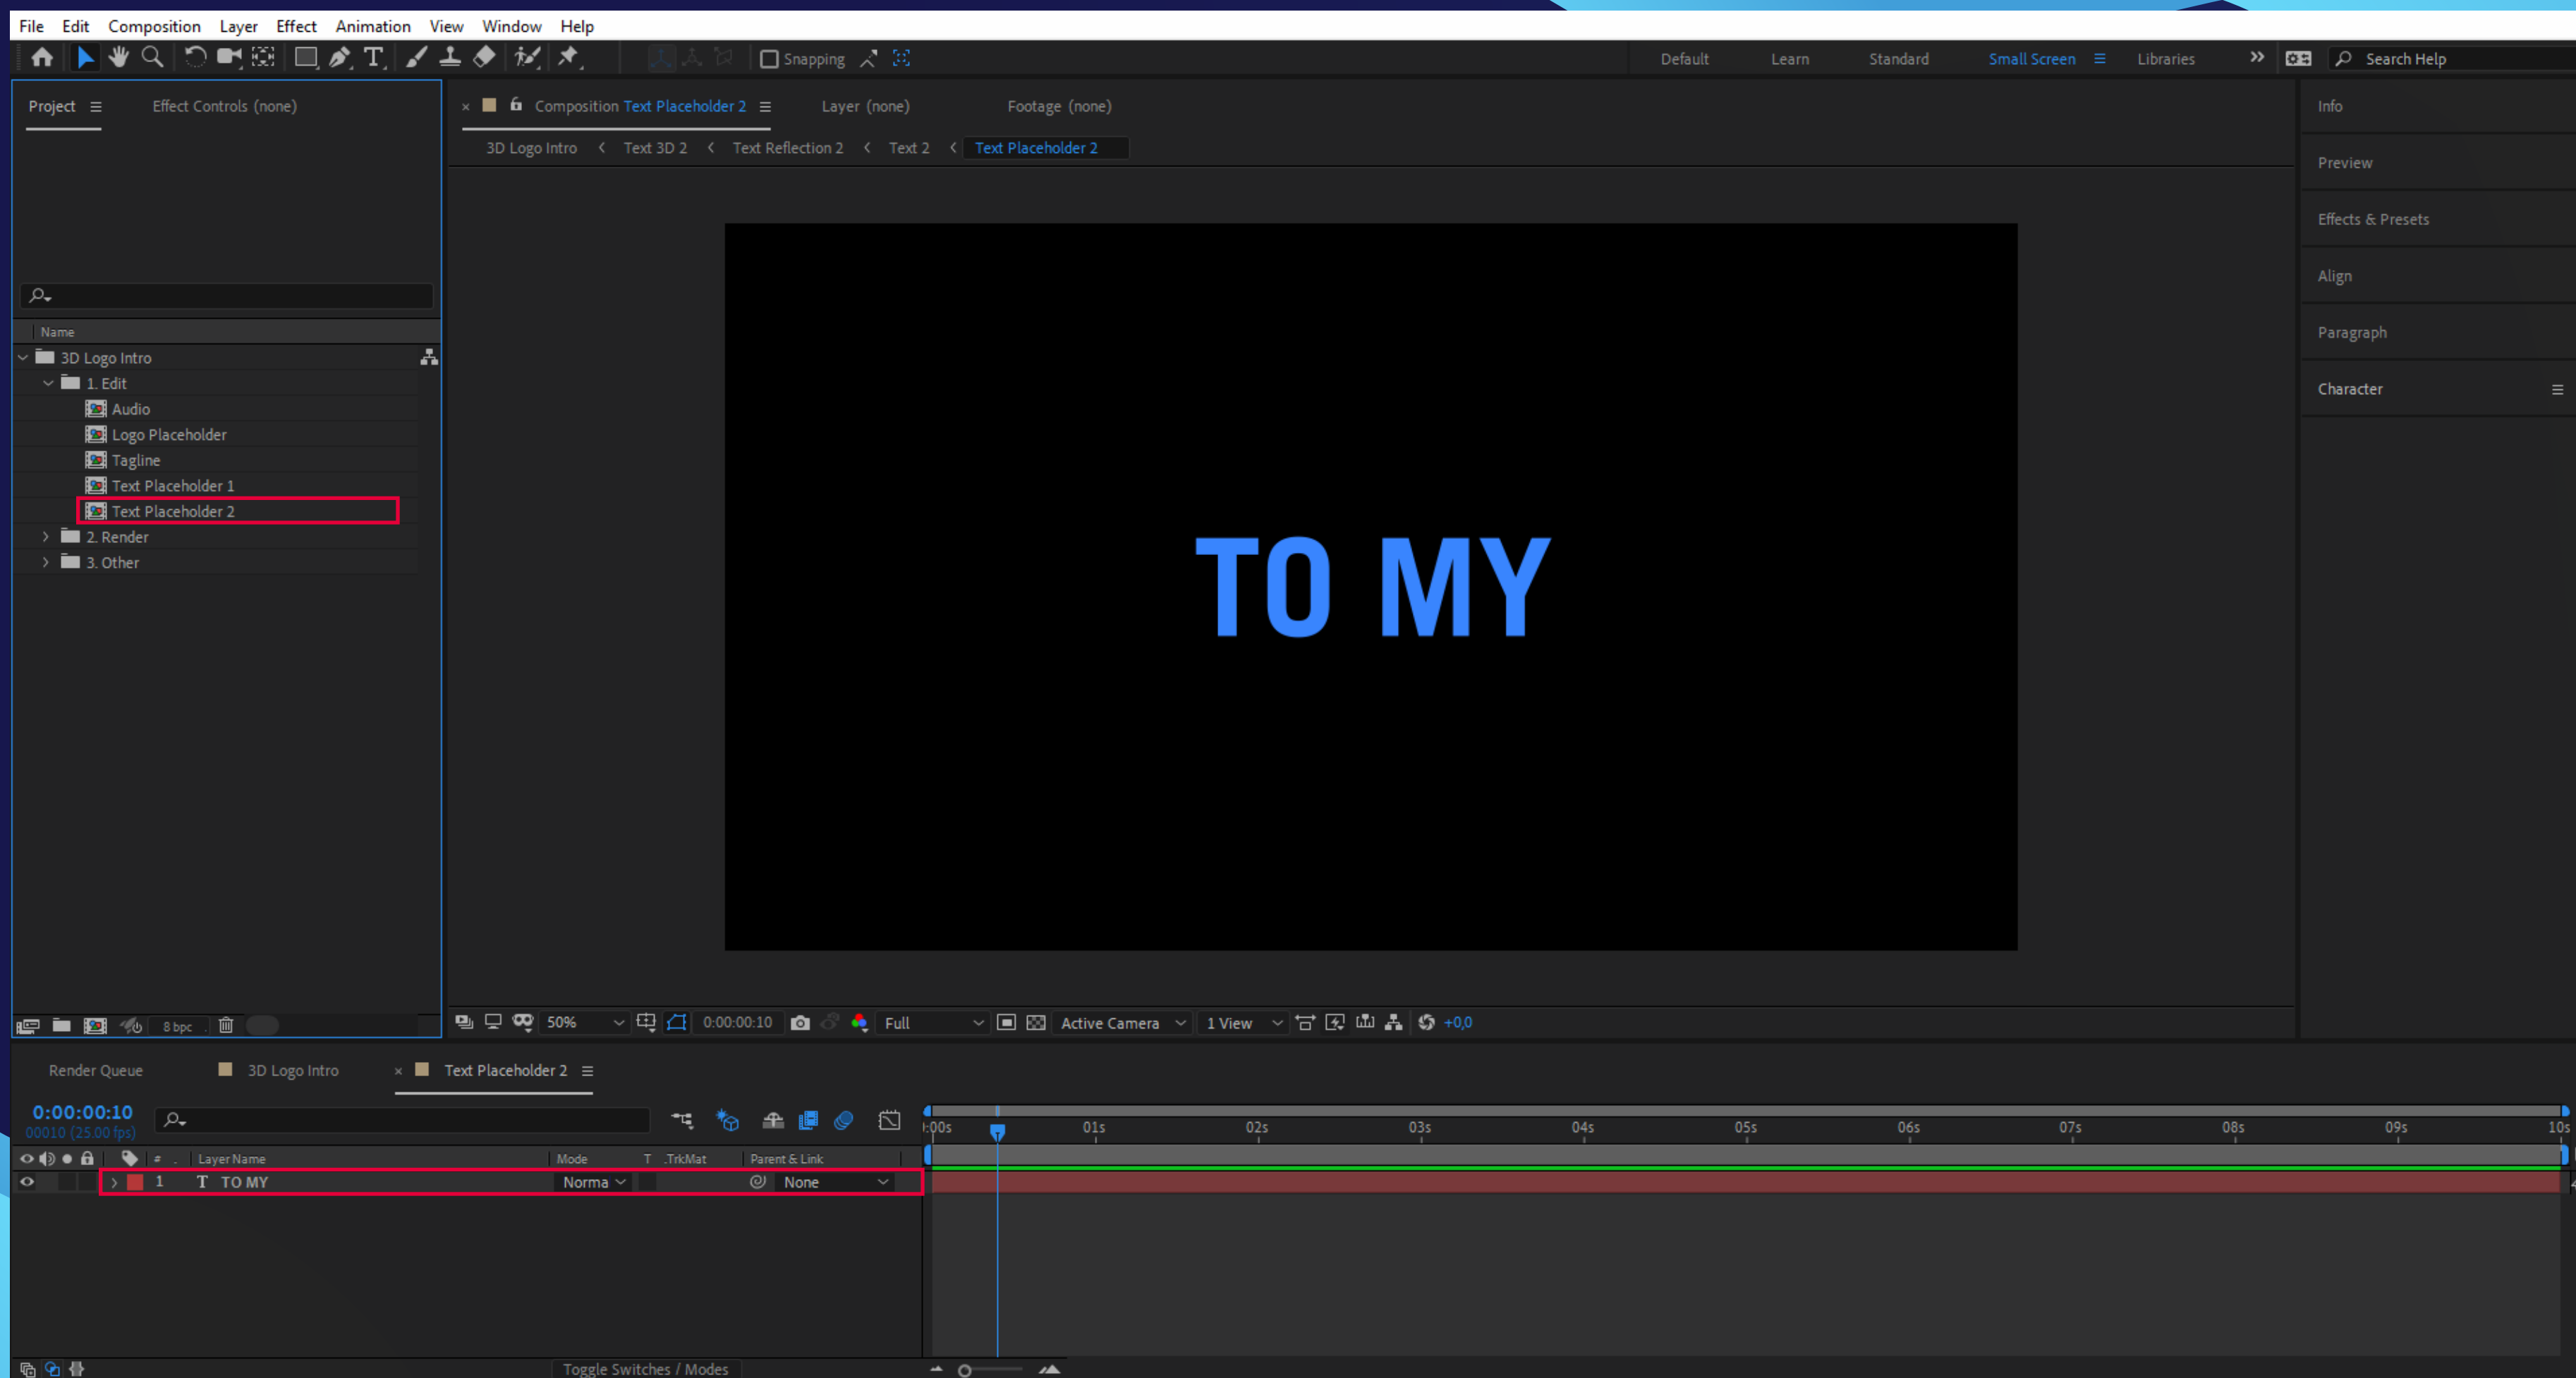 File Edit Composition Layer Effect Animation View Window Help
Snapping
Default Learn Standard Small Screen Libraries Search Help
Project Effect Controls (none)
Composition Text Placeholder 2 Layer (none) Footage (none)
3D Logo Intro < Text 3D 2 < Text Reflection 2 < Text 2 < Text Placeholder 2
Info
Preview
Effects & Presets
Align
Paragraph
Character
Name
3D Logo Intro
1. Edit
Audio
Logo Placeholder
Tagline
Text Placeholder 1
Text Placeholder 2
2. Render
3. Other
TO MY
8 bpc
50% 0:00:00:10 Full Active Camera 1 View +0,0
Render Queue 3D Logo Intro Text Placeholder 2
0:00:00:10
00010 (25.00 fps)
:00s 01s 02s 03s 04s 05s 06s 07s 08s 09s 10s
# Layer Name Mode T .TrkMat Parent & Link
1 T TO MY Norma None
Toggle Switches / Modes